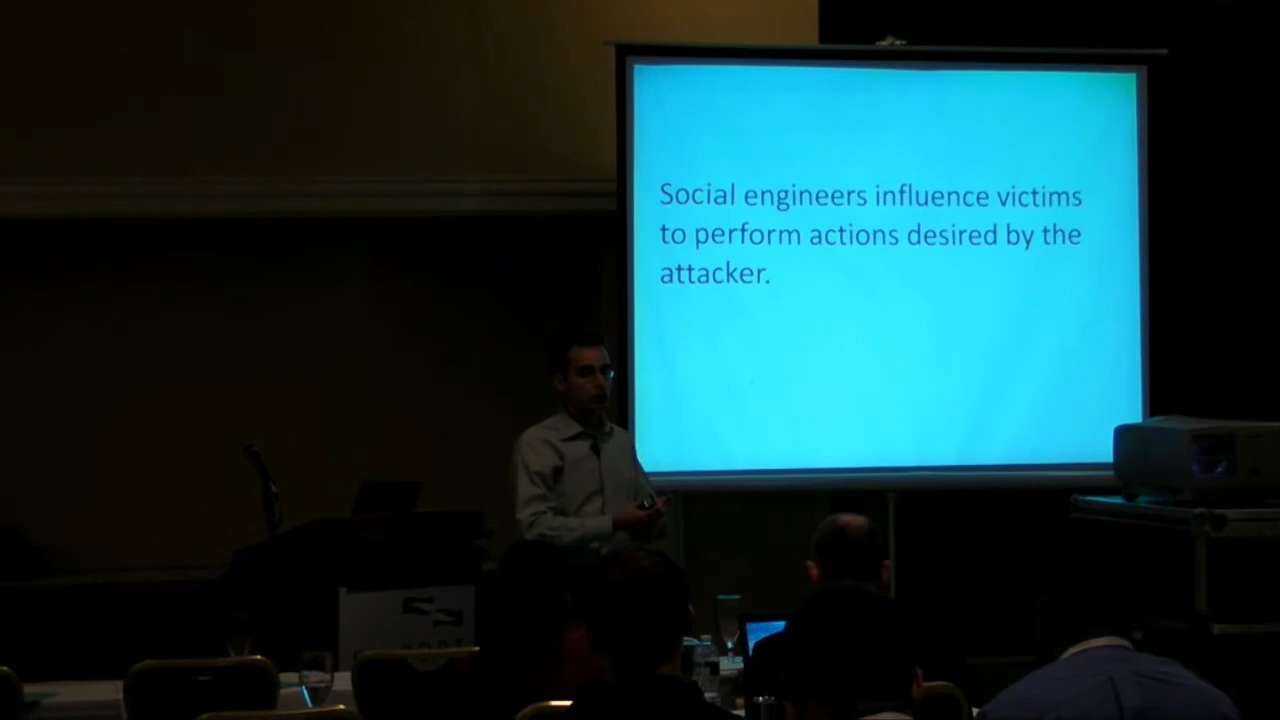 Social engineers influence victims
to perform actions desired by the
attacker.